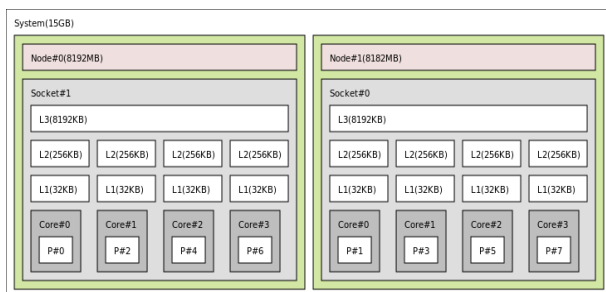 System(15GB)
Node#0(8192MB)
Socket#1
L3(8192KB)
L2(256KB) L2(256KB) L2(256KB) L2(256KB)
L1(32KB) L1(32KB) L1(32KB) L1(32KB)
Core#0 Core#1 Core#2 Core#3
P#0 P#2 P#4 P#6
Node#1(8182MB)
Socket#0
L3(8192KB)
L2(256KB) L2(256KB) L2(256KB) L2(256KB)
L1(32KB) L1(32KB) L1(32KB) L1(32KB)
Core#0 Core#1 Core#2 Core#3
P#1 P#3 P#5 P#7